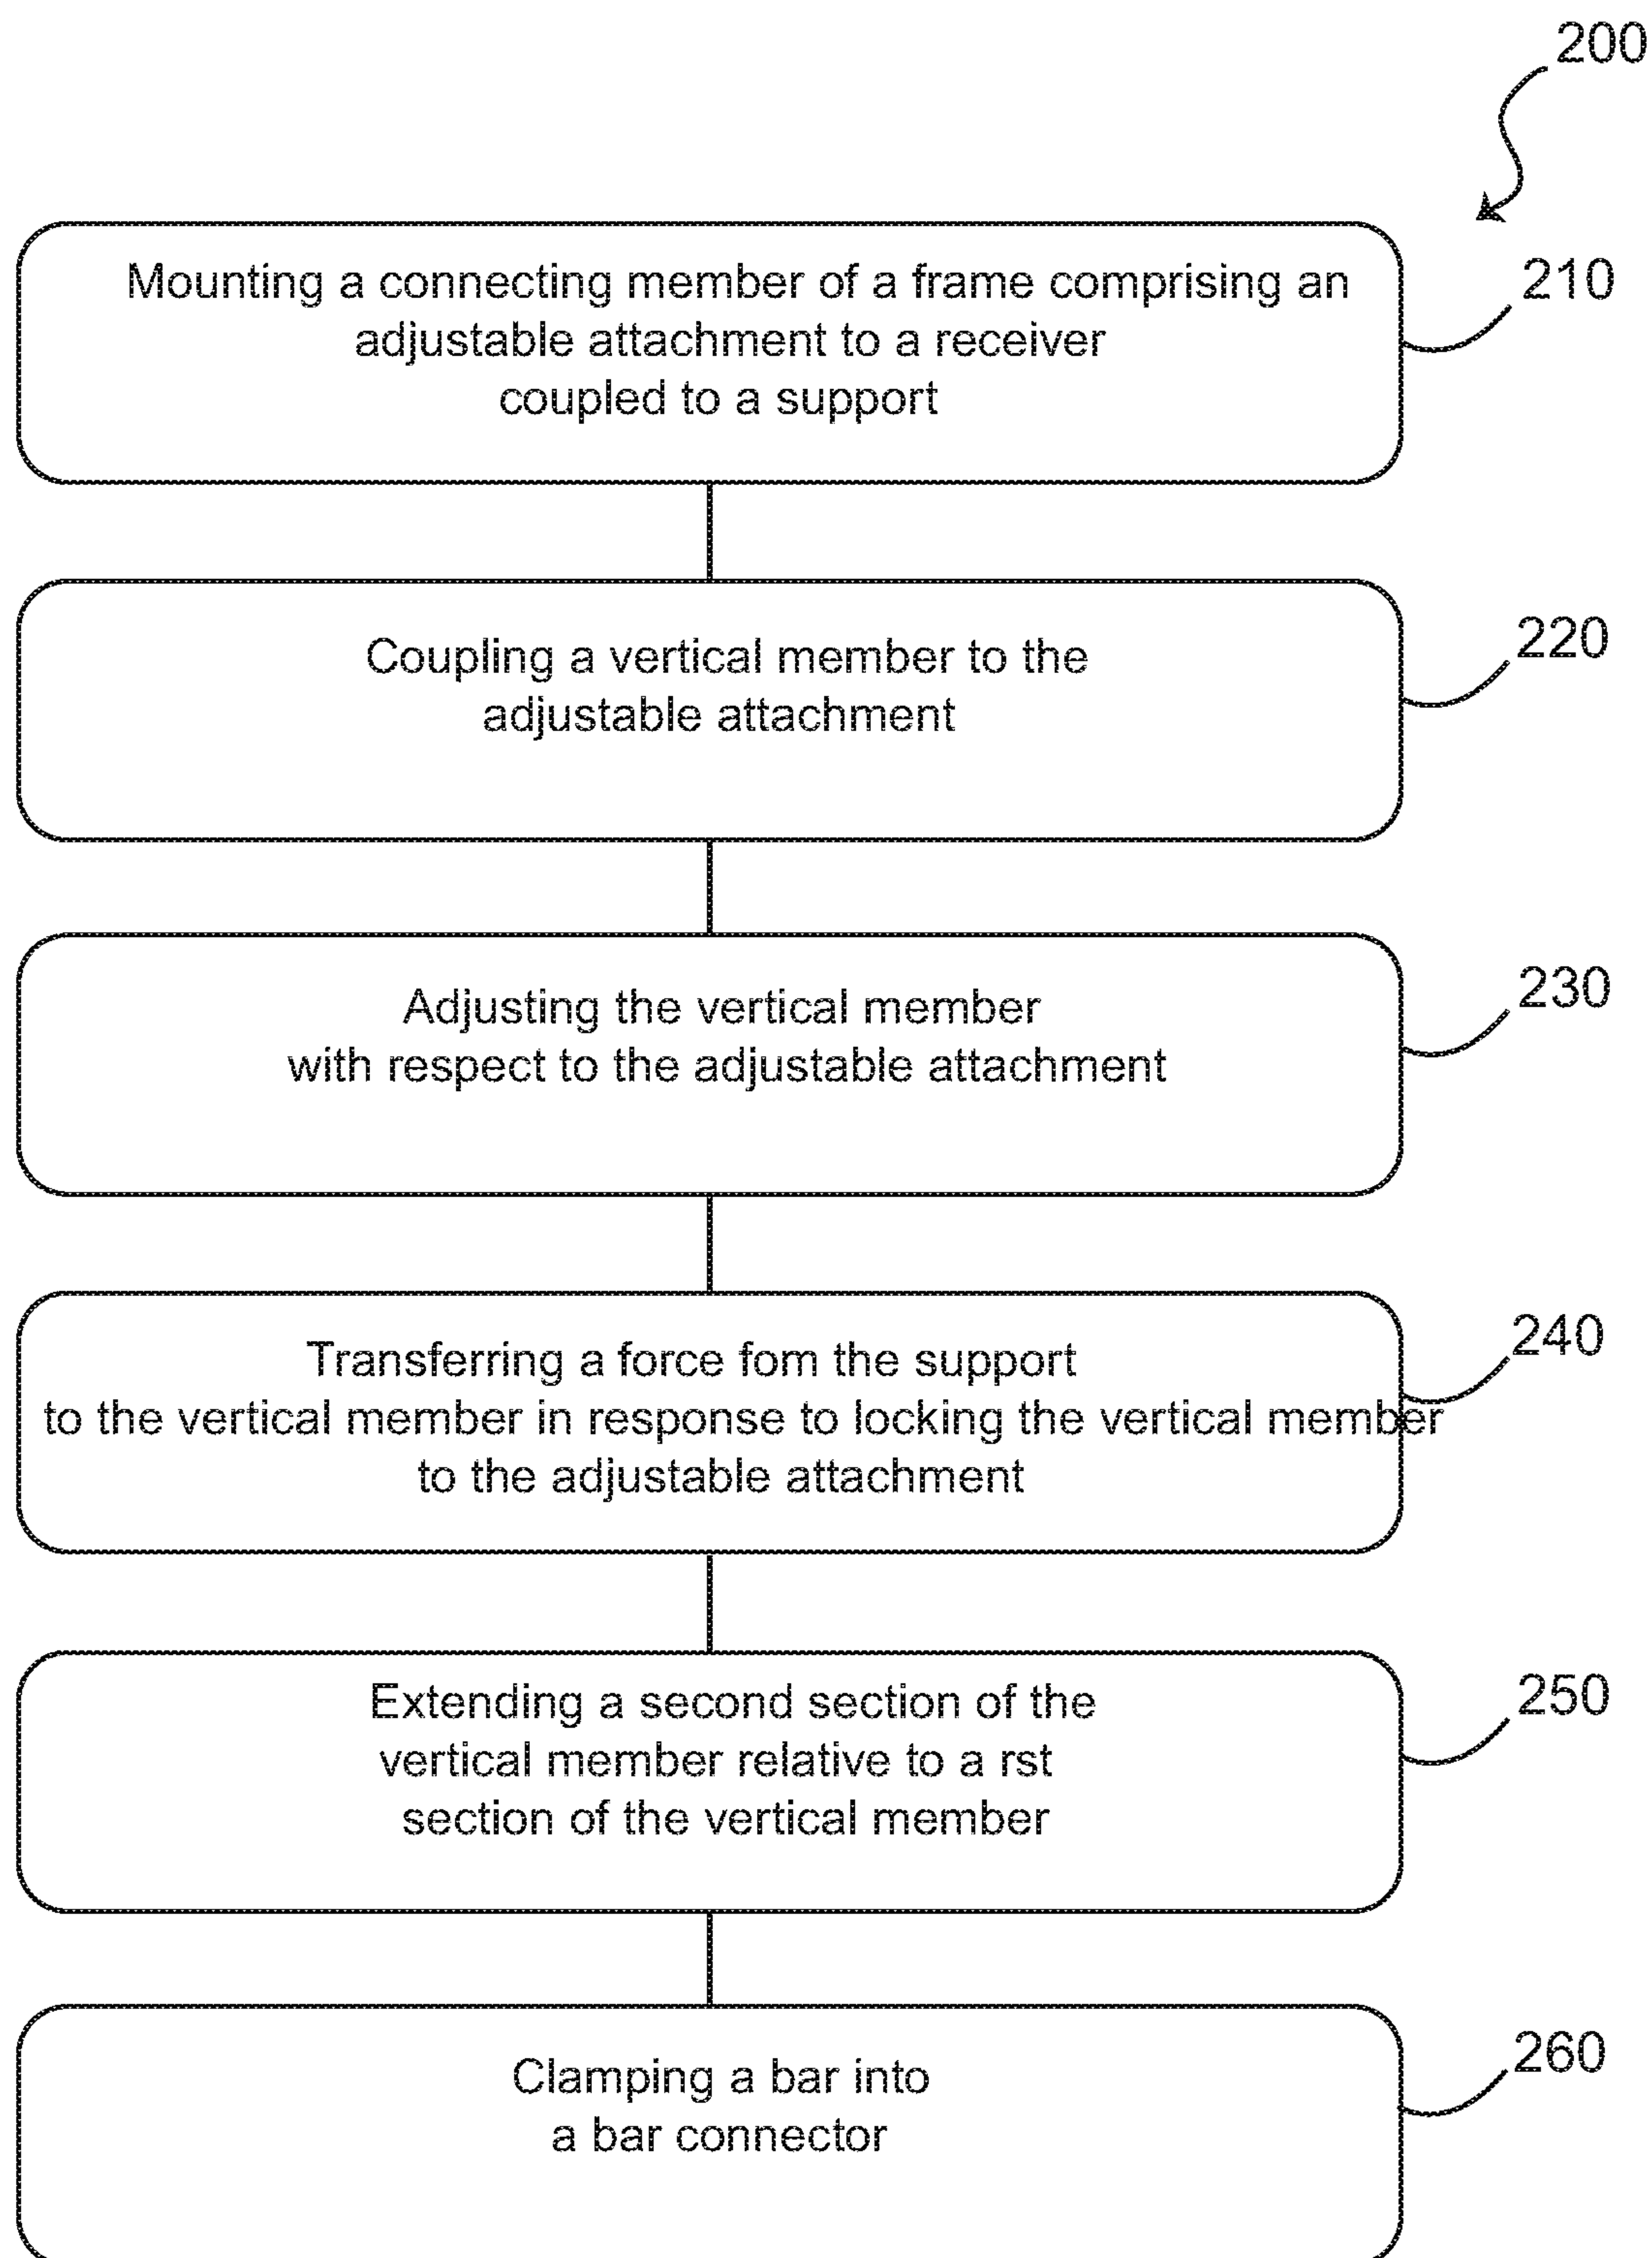 200
Mounting a connecting member of a frame comprising an
adjustable attachment to a receiver
coupled to a support
210
Coupling a vertical member to the
adjustable attachment
220
Adjusting the vertical member
with respect to the adjustable attachment
230
Transferring a force fom the support
to the vertical member in response to locking the vertical member
to the adjustable attachment
240
Extending a second section of the
vertical member relative to a rst
section of the vertical member
250
Clamping a bar into
a bar connector
260